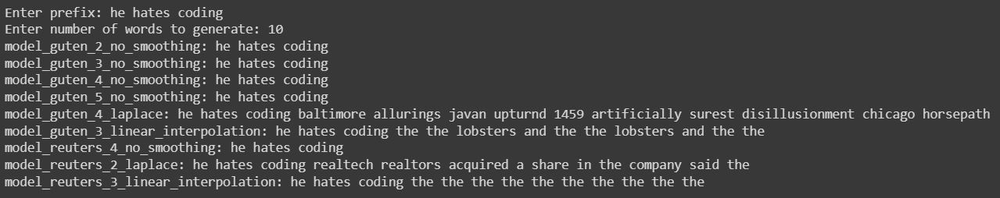 Enter prefix: he hates coding
Enter number of words to generate: 10
model_guten_2_no_smoothing: he hates coding
model_guten_3_no_smoothing: he hates coding
model_guten_4_no_smoothing: he hates coding
model_guten_5_no_smoothing: he hates coding
model_guten_4_laplace: he hates coding baltimore allurings javan upturnd 1459 artificially surest disillusionment chicago horsepath
model_guten_3_linear_interpolation: he hates coding the the lobsters and the the lobsters and the the
model_reuters_4_no_smoothing: he hates coding
model_reuters_2_laplace: he hates coding realtech realtors acquired a share in the company said the
model_reuters_3_linear_interpolation: he hates coding the the the the the the the the the the